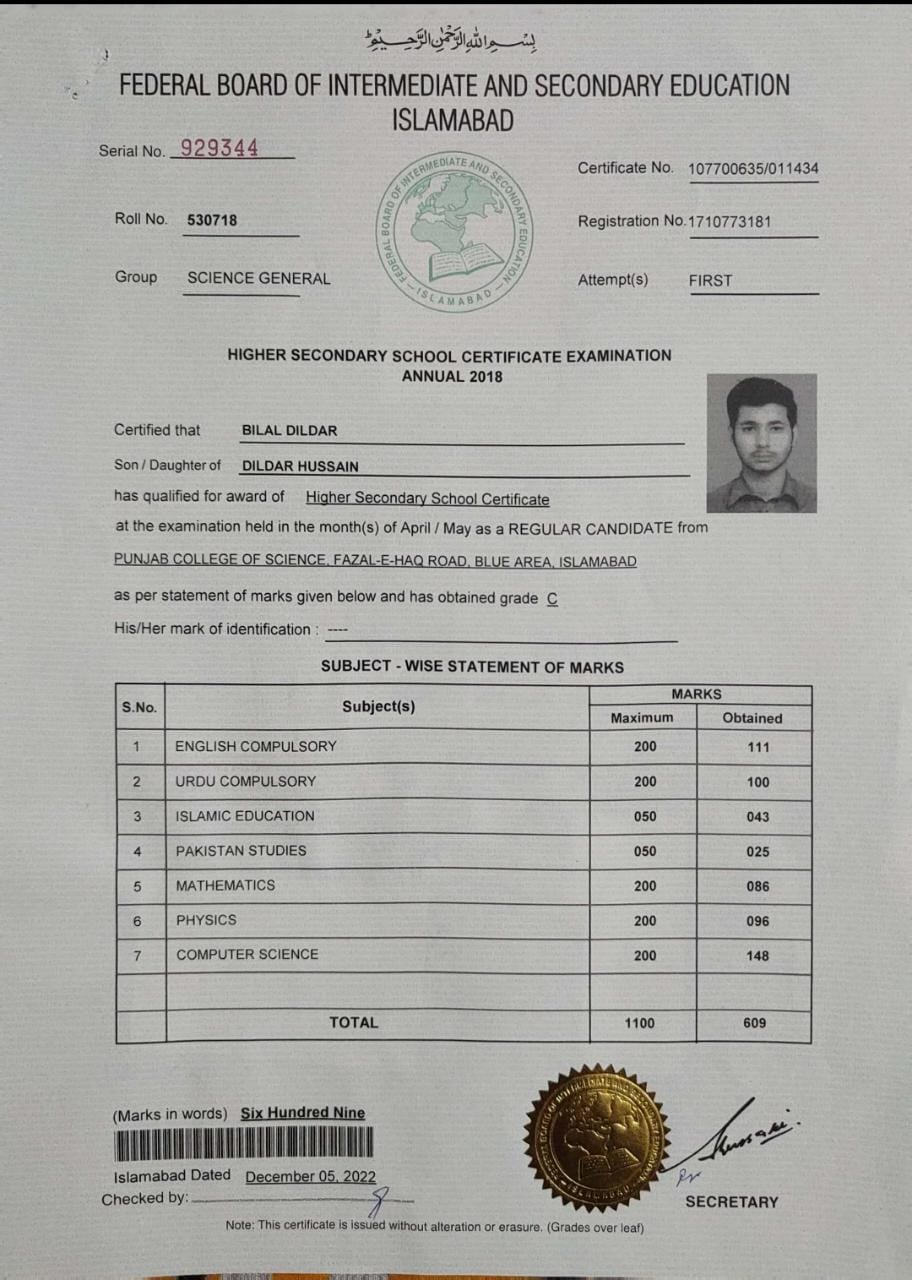 بِسْمِ اللهِ الرَّحْمٰنِ الرَّحِيْمِ
FEDERAL BOARD OF INTERMEDIATE AND SECONDARY EDUCATION
ISLAMABAD
Serial No. 929344
Certificate No. 107700635/011434
FEDERAL BOARD OF INTERMEDIATE AND SECONDARY EDUCATION
ISLAMABAD
Roll No. 530718
Registration No. 1710773181
Group SCIENCE GENERAL
Attempt(s) FIRST
HIGHER SECONDARY SCHOOL CERTIFICATE EXAMINATION
ANNUAL 2018
Certified that BILAL DILDAR
Son / Daughter of DILDAR HUSSAIN
has qualified for award of Higher Secondary School Certificate
at the examination held in the month(s) of April / May as a REGULAR CANDIDATE from
PUNJAB COLLEGE OF SCIENCE, FAZAL-E-HAQ ROAD, BLUE AREA, ISLAMABAD
as per statement of marks given below and has obtained grade C
His/Her mark of identification : ----
SUBJECT - WISE STATEMENT OF MARKS
S.No. Subject(s) MARKS
Maximum Obtained
1 ENGLISH COMPULSORY 200 111
2 URDU COMPULSORY 200 100
3 ISLAMIC EDUCATION 050 043
4 PAKISTAN STUDIES 050 025
5 MATHEMATICS 200 086
6 PHYSICS 200 096
7 COMPUTER SCIENCE 200 148
TOTAL 1100 609
(Marks in words) Six Hundred Nine
Islamabad Dated December 05, 2022
Checked by:
ISLAMABAD
SECRETARY
Note: This certificate is issued without alteration or erasure. (Grades over leaf)